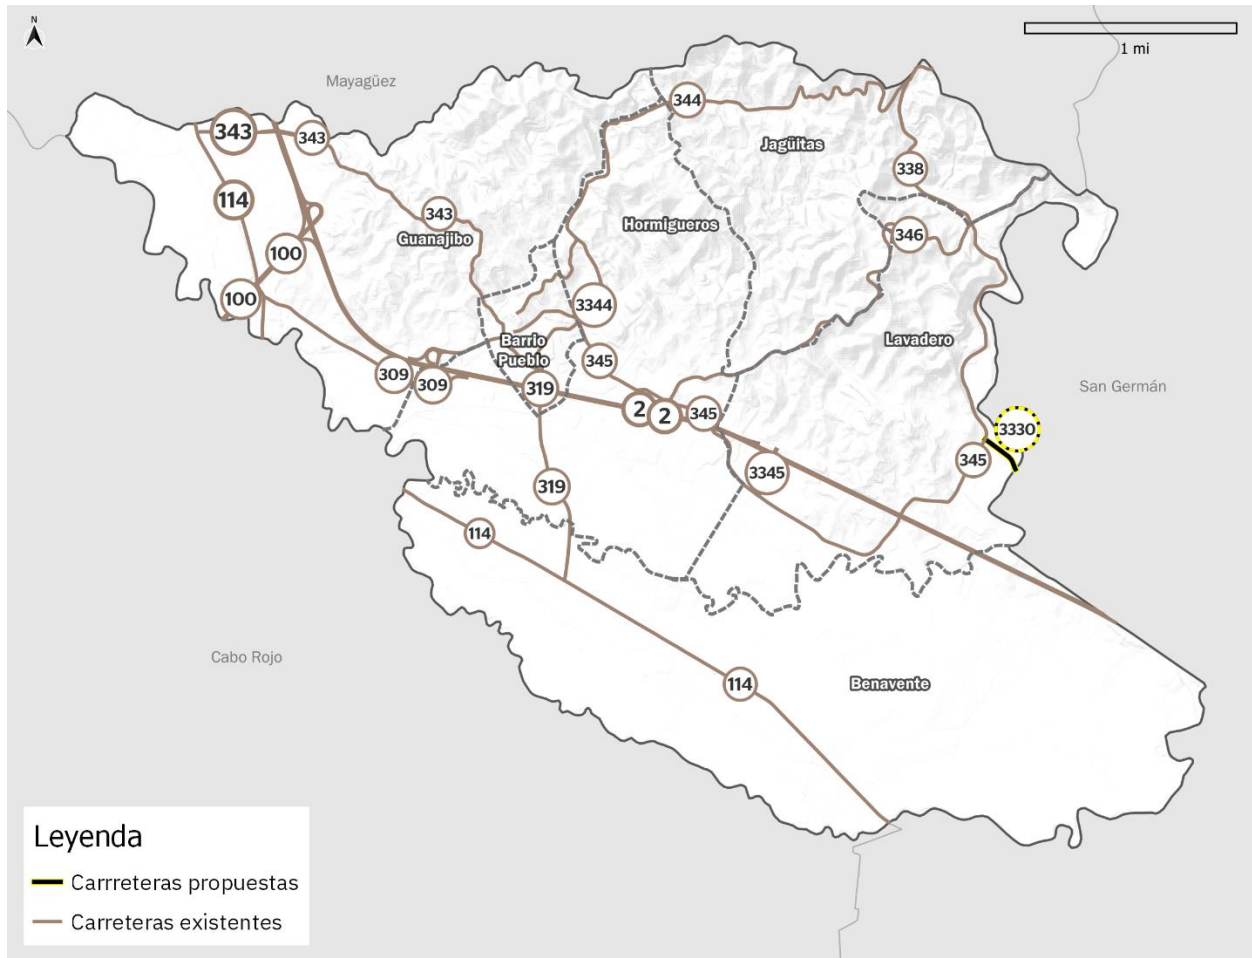 N
1 mi
Mayagüez
344
343
343
Jagüitas
338
114
343
Hormigueros
Guanajibo
346
100
100
3344
Barrio
Pueblo
Lavadero
345
309
309
319
San Germán
2
2
345
3330
345
3345
319
114
Cabo Rojo
114
Benavente
Leyenda
Carrreteras propuestas
Carreteras existentes